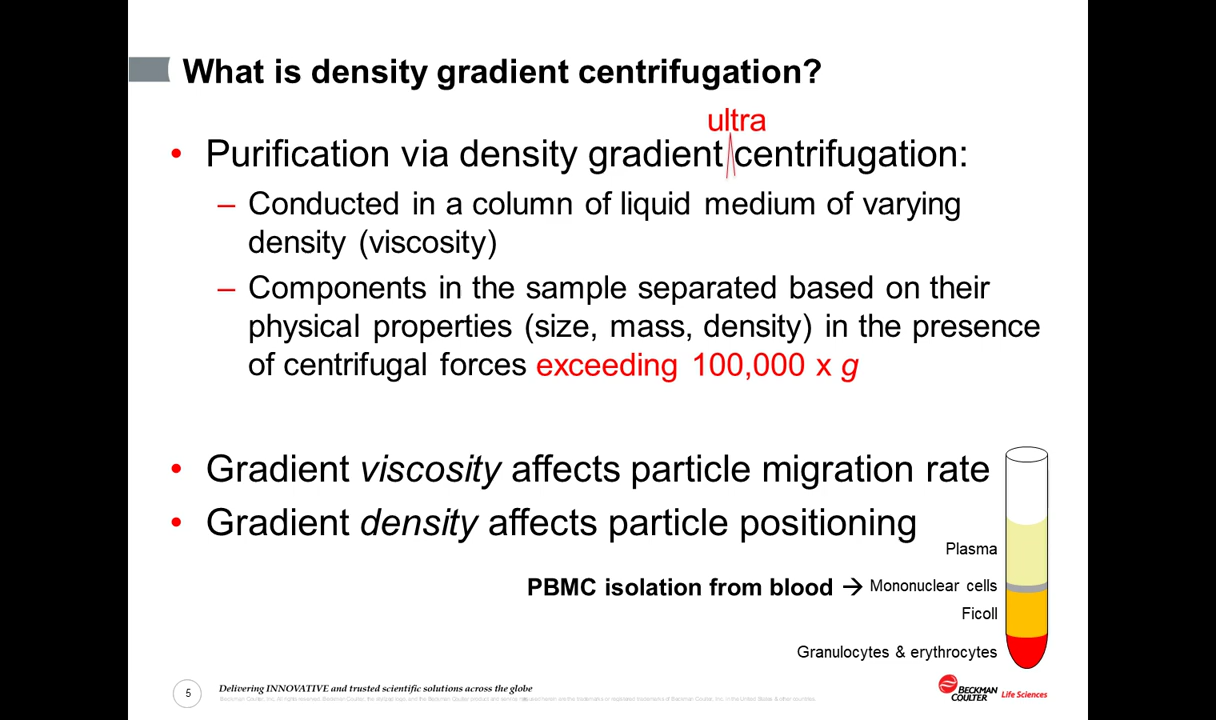 What is density gradient centrifugation?
ultra
• Purification via density gradient centrifugation:
– Conducted in a column of liquid medium of varying
density (viscosity)
– Components in the sample separated based on their
physical properties (size, mass, density) in the presence
of centrifugal forces exceeding 100,000 x g
• Gradient viscosity affects particle migration rate
• Gradient density affects particle positioning
Plasma
PBMC isolation from blood → Mononuclear cells
Ficoll
Granulocytes & erythrocytes
5
Delivering INNOVATIVE and trusted scientific solutions across the globe
BECKMAN
COULTER
Life Sciences